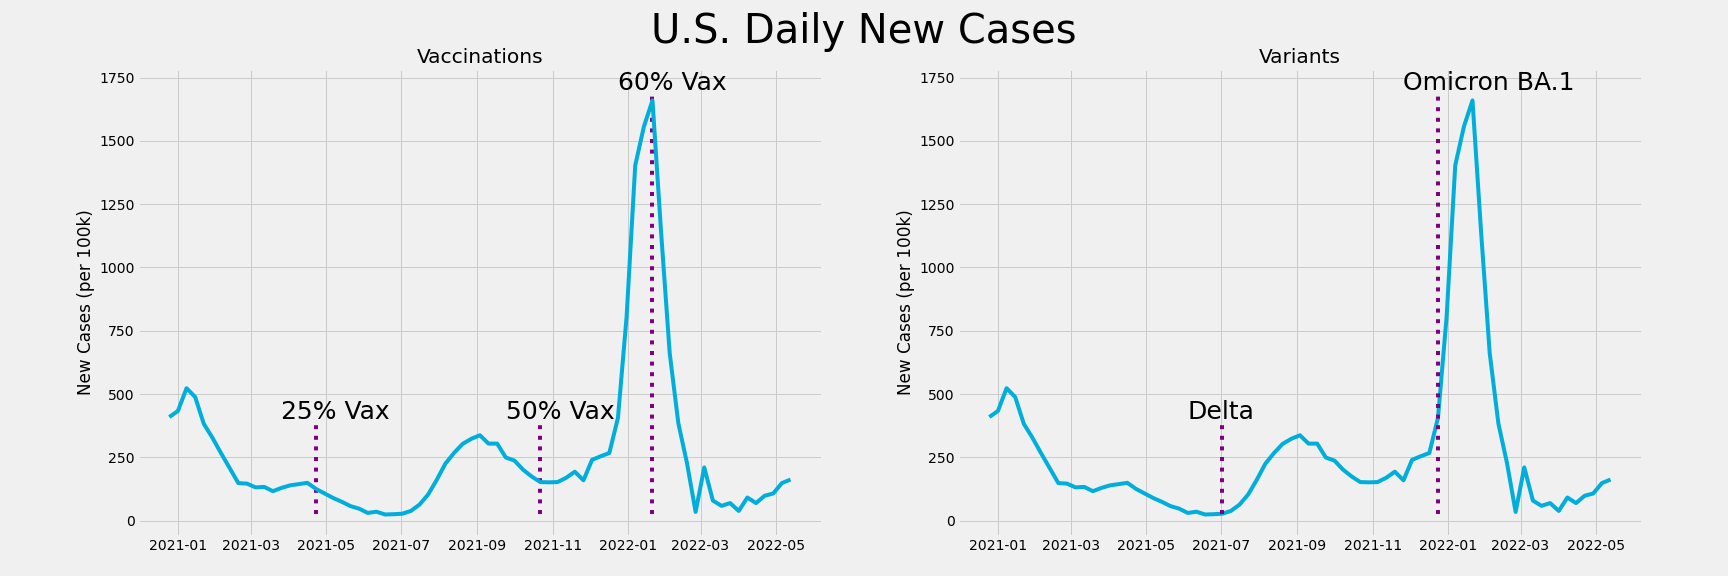 U.S. Daily New Cases
Vaccinations
1750
1500
1250
1000
750
500
250
0
New Cases (per 100k)
60% Vax
25% Vax
50% Vax
2021-01 2021-03 2021-05 2021-07 2021-09 2021-11 2022-01 2022-03 2022-05
Variants
1750
1500
1250
1000
750
500
250
0
New Cases (per 100k)
Omicron BA.1
Delta
2021-01 2021-03 2021-05 2021-07 2021-09 2021-11 2022-01 2022-03 2022-05